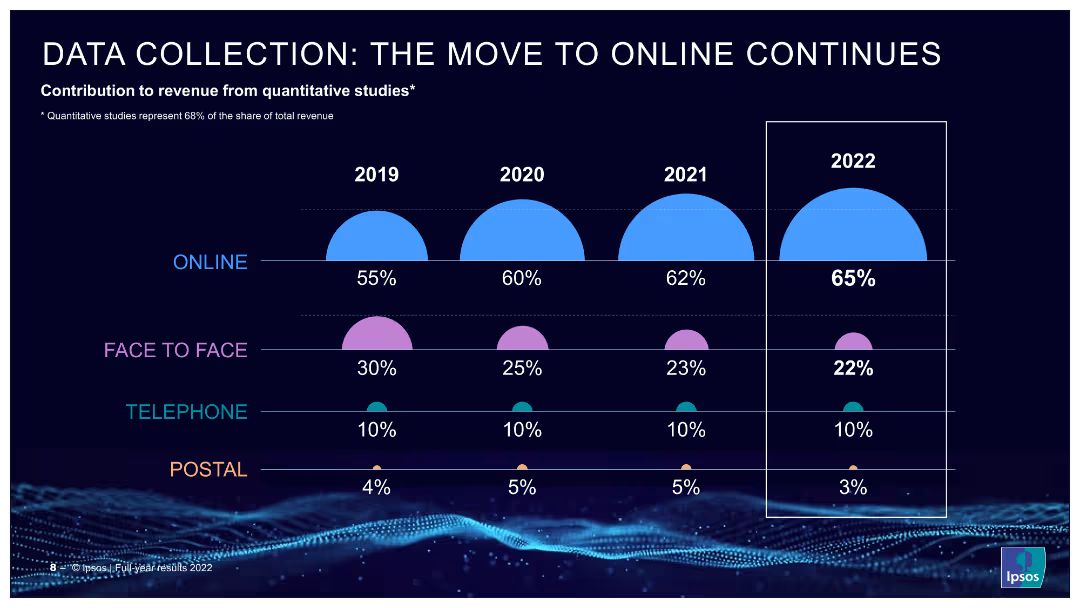 DATA COLLECTION: THE MOVE TO ONLINE CONTINUES
Contribution to revenue from quantitative studies*
* Quantitative studies represent 68% of the share of total revenue
2019 2020 2021 2022
ONLINE
55% 60% 62% 65%
FACE TO FACE
30% 25% 23% 22%
TELEPHONE
10% 10% 10% 10%
POSTAL
4% 5% 5% 3%
8 – © Ipsos | Full-year results 2022
Ipsos